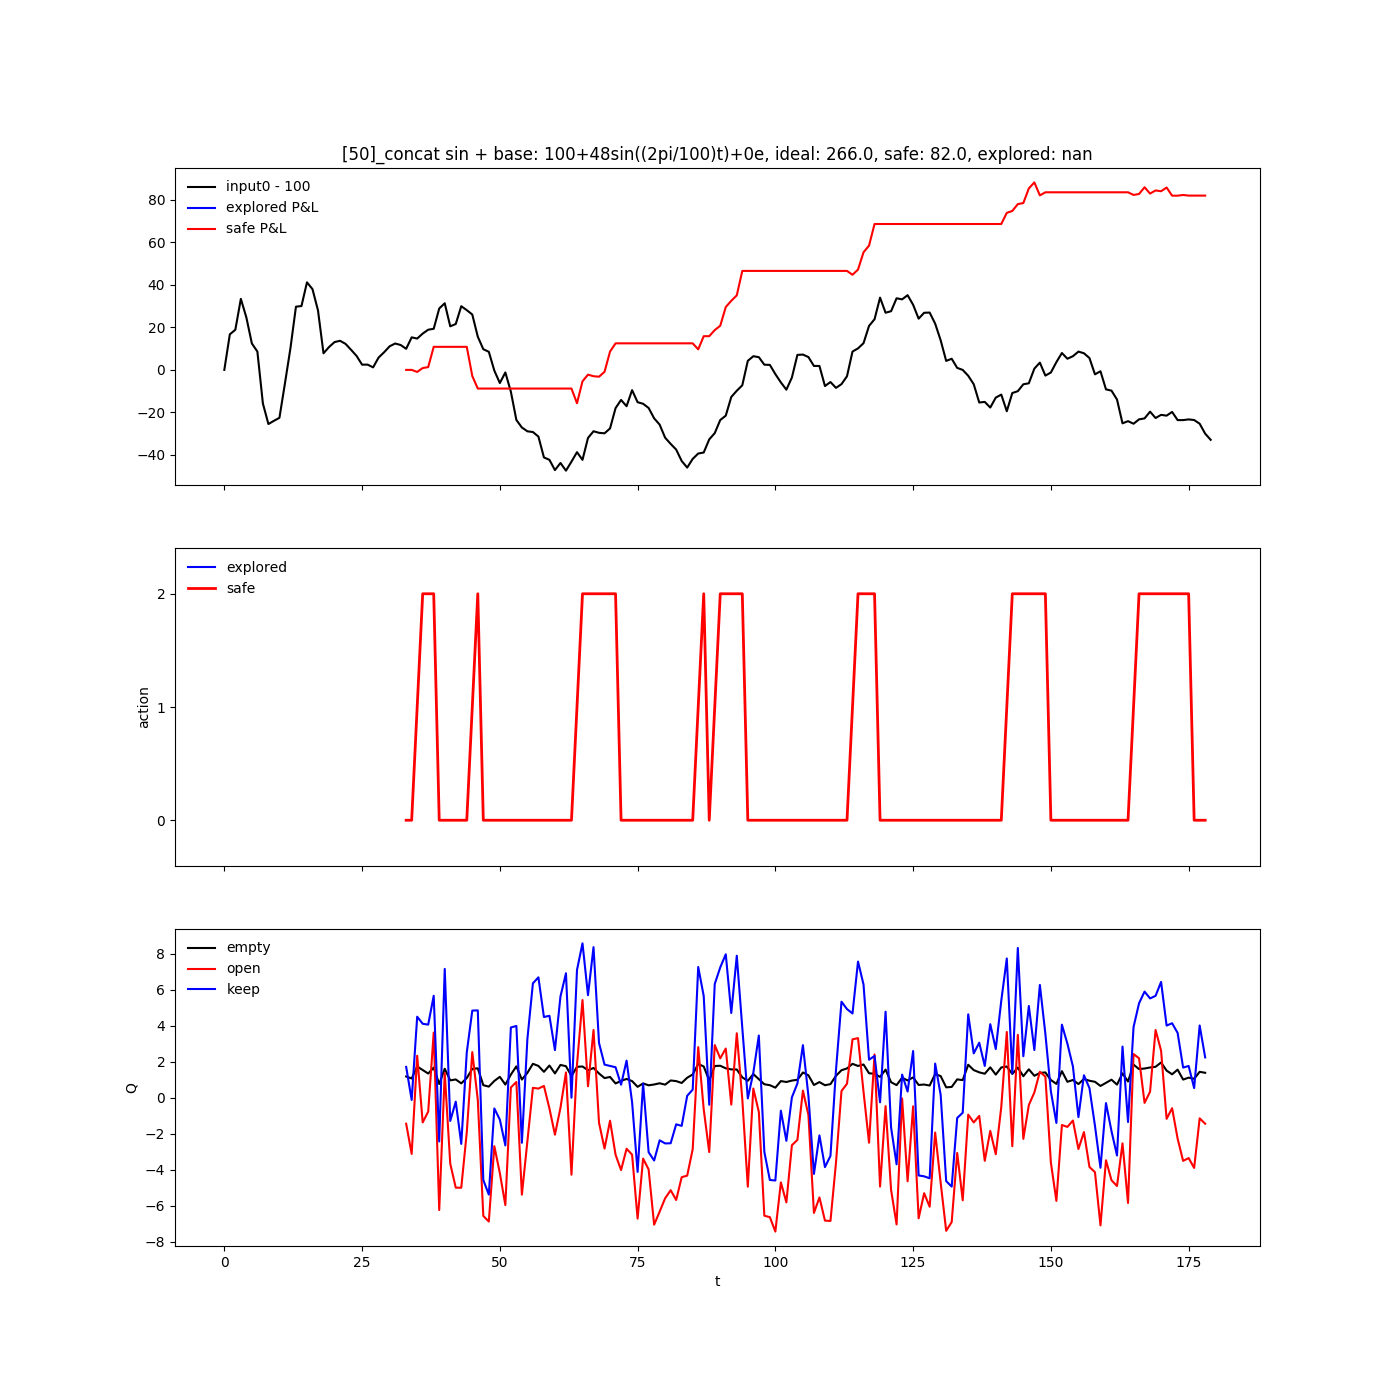 [50]_concat sin + base: 100+48sin((2pi/100)t)+0e, ideal: 266.0, safe: 82.0, explored: nan
input0 - 100
explored P&L
safe P&L
80
60
40
20
0
−20
−40
explored
safe
2
1
0
action
empty
open
keep
8
6
4
2
0
−2
−4
−6
−8
Q
0 25 50 75 100 125 150 175
t